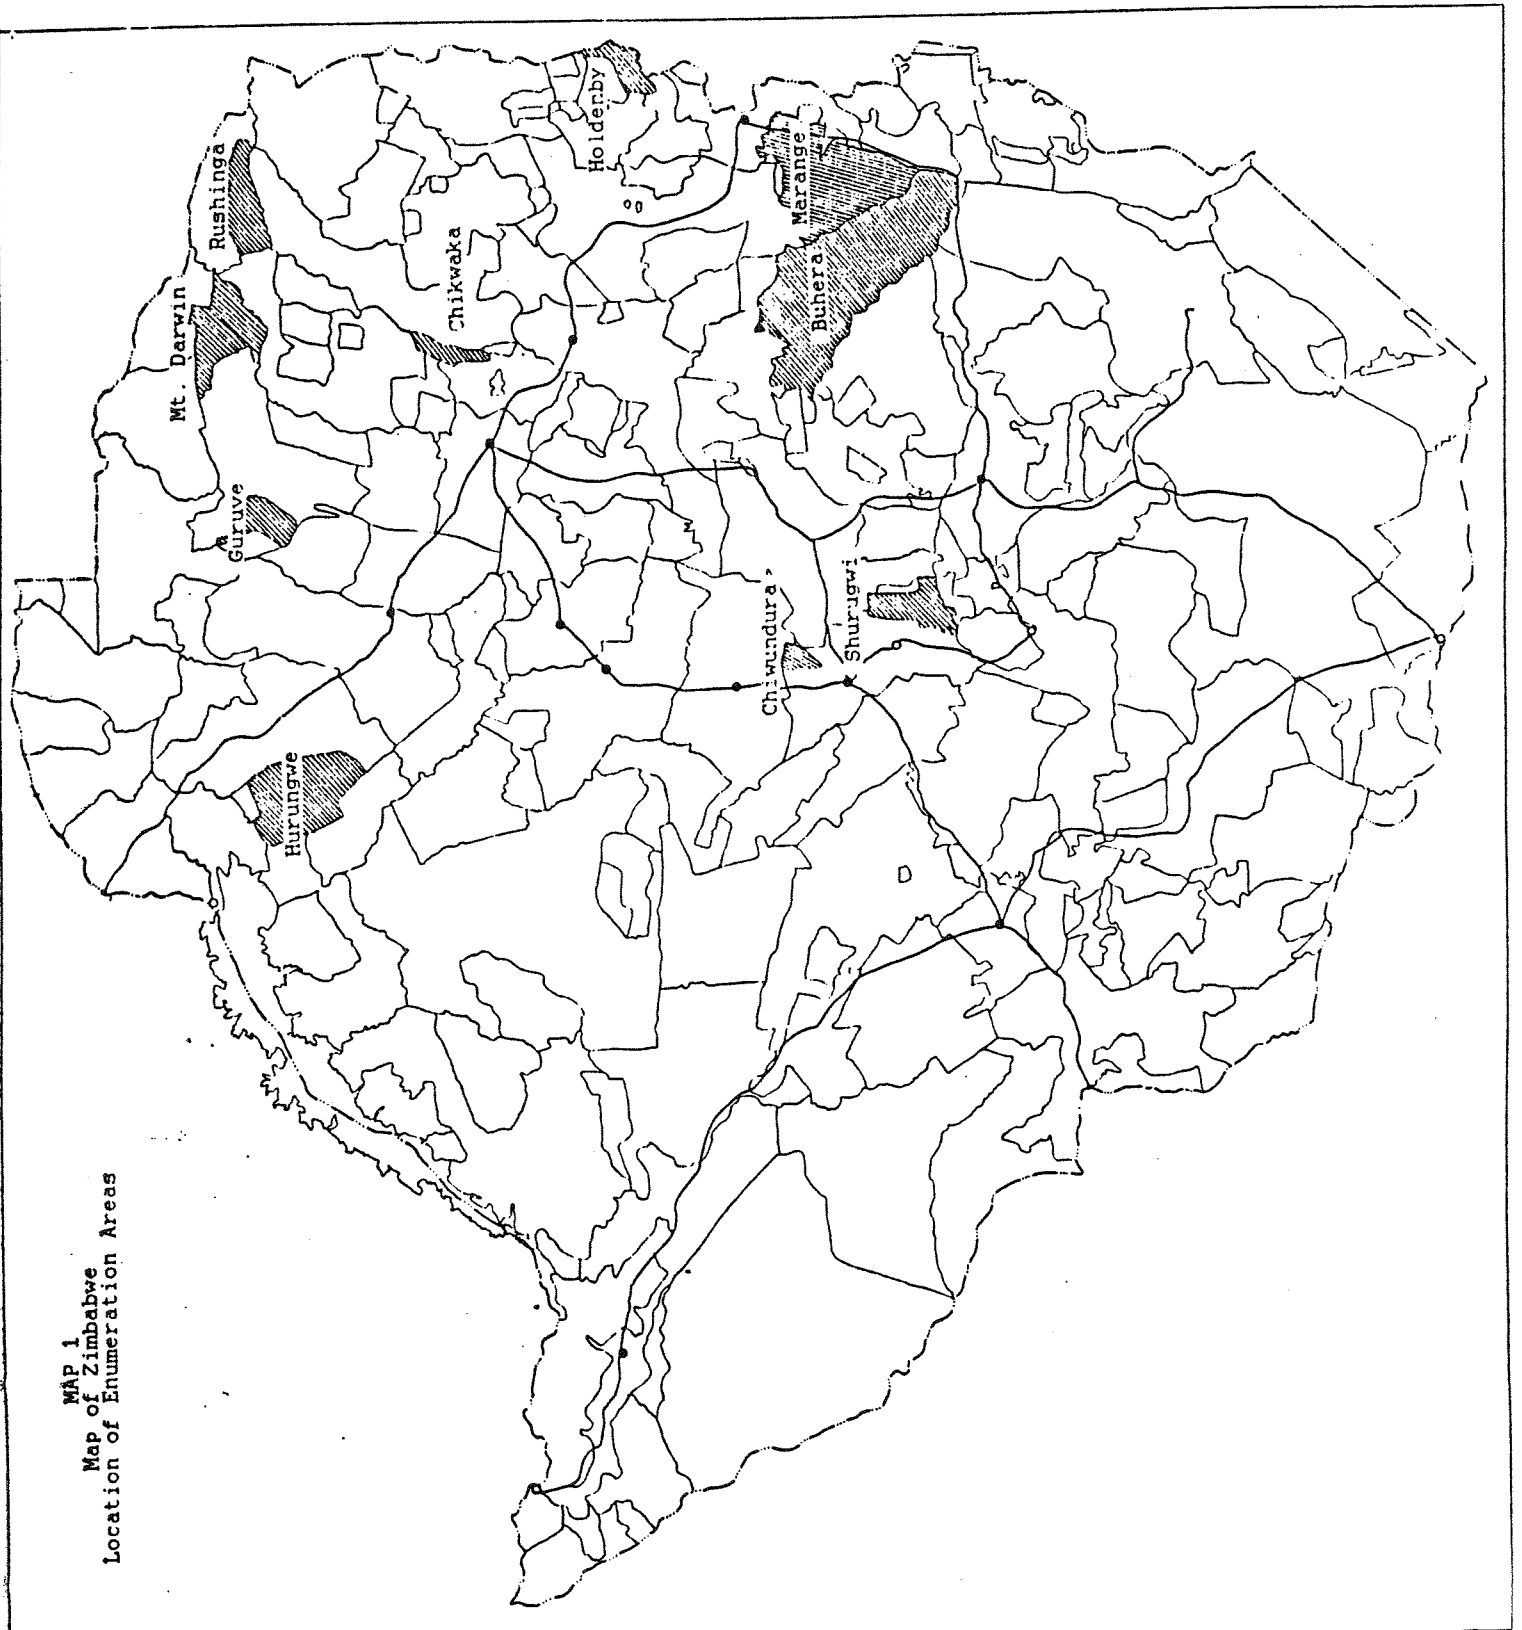 MAP 1
Map of Zimbabwe
Location of Enumeration Areas
Hurungwe
Guruve
Mt. Darwin
Rushinga
Chikwaka
Holdenby
Chiwundura
Shurugwi
Buhera
Marange